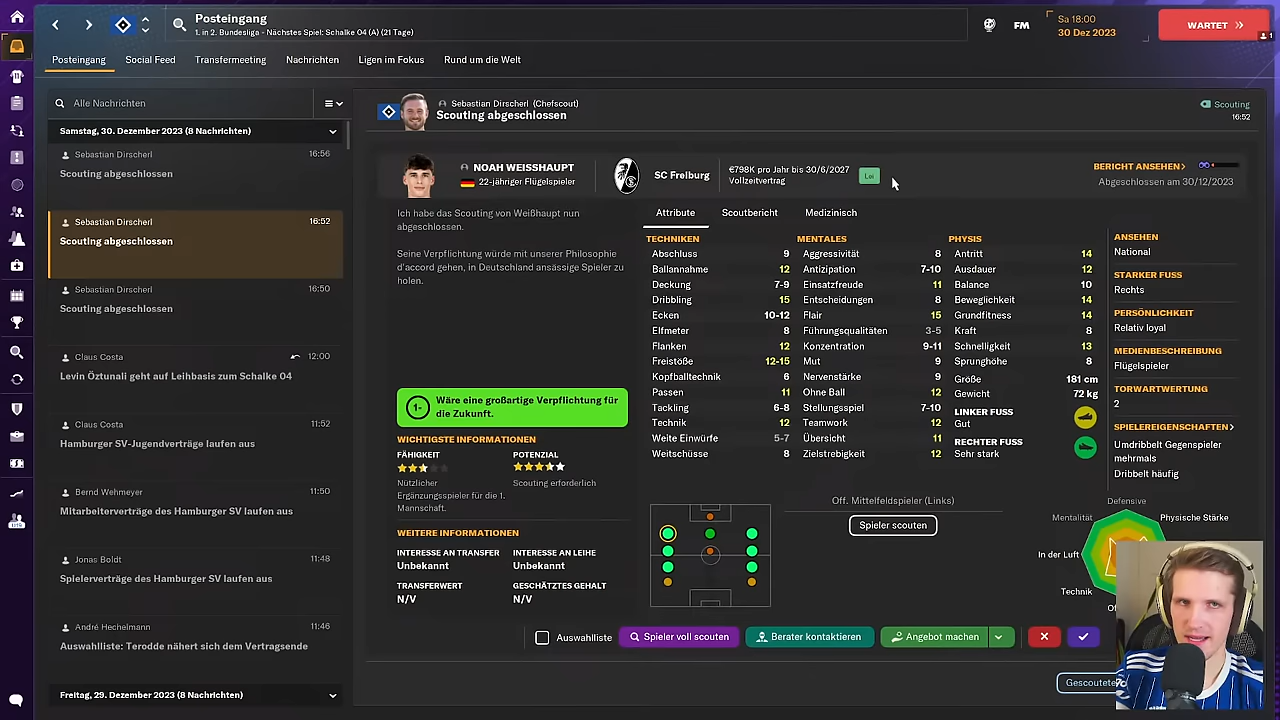 Posteingang
1. in 2. Bundesliga - Nächstes Spiel: Schalke 04 (A) (21 Tage)
FM
Sa 18:00
30 Dez 2023
WARTET
1
Posteingang
Social Feed
Transfermeeting
Nachrichten
Ligen im Fokus
Rund um die Welt
Alle Nachrichten
Samstag, 30. Dezember 2023 (8 Nachrichten)
Sebastian Dirscherl 16:56
Scouting abgeschlossen
Sebastian Dirscherl 16:52
Scouting abgeschlossen
Sebastian Dirscherl 16:50
Scouting abgeschlossen
Claus Costa 12:00
Levin Öztunali geht auf Leihbasis zum Schalke 04
Claus Costa 11:52
Hamburger SV-Jugendverträge laufen aus
Bernd Wehmeyer 11:50
Mitarbeiterverträge des Hamburger SV laufen aus
Jonas Boldt 11:48
Spielerverträge des Hamburger SV laufen aus
André Hechelmann 11:46
Auswahlliste: Terodde nähert sich dem Vertragsende
Freitag, 29. Dezember 2023 (8 Nachrichten)
Sebastian Dirscherl (Chefscout)
Scouting abgeschlossen
Scouting
16:52
NOAH WEISSHAUPT
22-jähriger Flügelspieler
SC Freiburg
€798K pro Jahr bis 30/6/2027
Vollzeitvertrag
Lei
BERICHT ANSEHEN>
Abgeschlossen am 30/12/2023
Ich habe das Scouting von Weißhaupt nun
abgeschlossen.
Seine Verpflichtung würde mit unserer Philosophie
d'accord gehen, in Deutschland ansässige Spieler zu
holen.
1-
Wäre eine großartige Verpflichtung für
die Zukunft.
WICHTIGSTE INFORMATIONEN
FÄHIGKEIT
Nützlicher
Ergänzungsspieler für die 1.
Mannschaft.
POTENZIAL
Scouting erforderlich
WEITERE INFORMATIONEN
INTERESSE AN TRANSFER
Unbekannt
INTERESSE AN LEIHE
Unbekannt
TRANSFERWERT
N/V
GESCHÄTZTES GEHALT
N/V
Attribute
Scoutbericht
Medizinisch
TECHNIKEN
Abschluss 9
Ballannahme 12
Deckung 7-9
Dribbling 15
Ecken 10-12
Elfmeter 8
Flanken 12
Freistöße 12-15
Kopfballtechnik 6
Passen 11
Tackling 6-8
Technik 12
Weite Einwürfe 5-7
Weitschüsse 8
MENTALES
Aggressivität 8
Antizipation 7-10
Einsatzfreude 11
Entscheidungen 8
Flair 15
Führungsqualitäten 3-5
Konzentration 9-11
Mut 9
Nervenstärke 9
Ohne Ball 12
Stellungsspiel 7-10
Teamwork 12
Übersicht 11
Zielstrebigkeit 12
PHYSIS
Antritt 14
Ausdauer 12
Balance 10
Beweglichkeit 14
Grundfitness 14
Kraft 8
Schnelligkeit 13
Sprunghöhe 8
Größe 181 cm
Gewicht 72 kg
LINKER FUSS
Gut
RECHTER FUSS
Sehr stark
ANSEHEN
National
STARKER FUSS
Rechts
PERSÖNLICHKEIT
Relativ loyal
MEDIENBESCHREIBUNG
Flügelspieler
TORWARTWERTUNG
2
SPIELEREIGENSCHAFTEN>
Umdribbelt Gegenspieler
mehrmals
Dribbelt häufig
Off. Mittelfeldspieler (Links)
Spieler scouten
Defensive
Mentalität
Physische Stärke
In der Luft
Technik
Auswahlliste
Spieler voll scouten
Berater kontaktieren
Angebot machen
Gescoutete